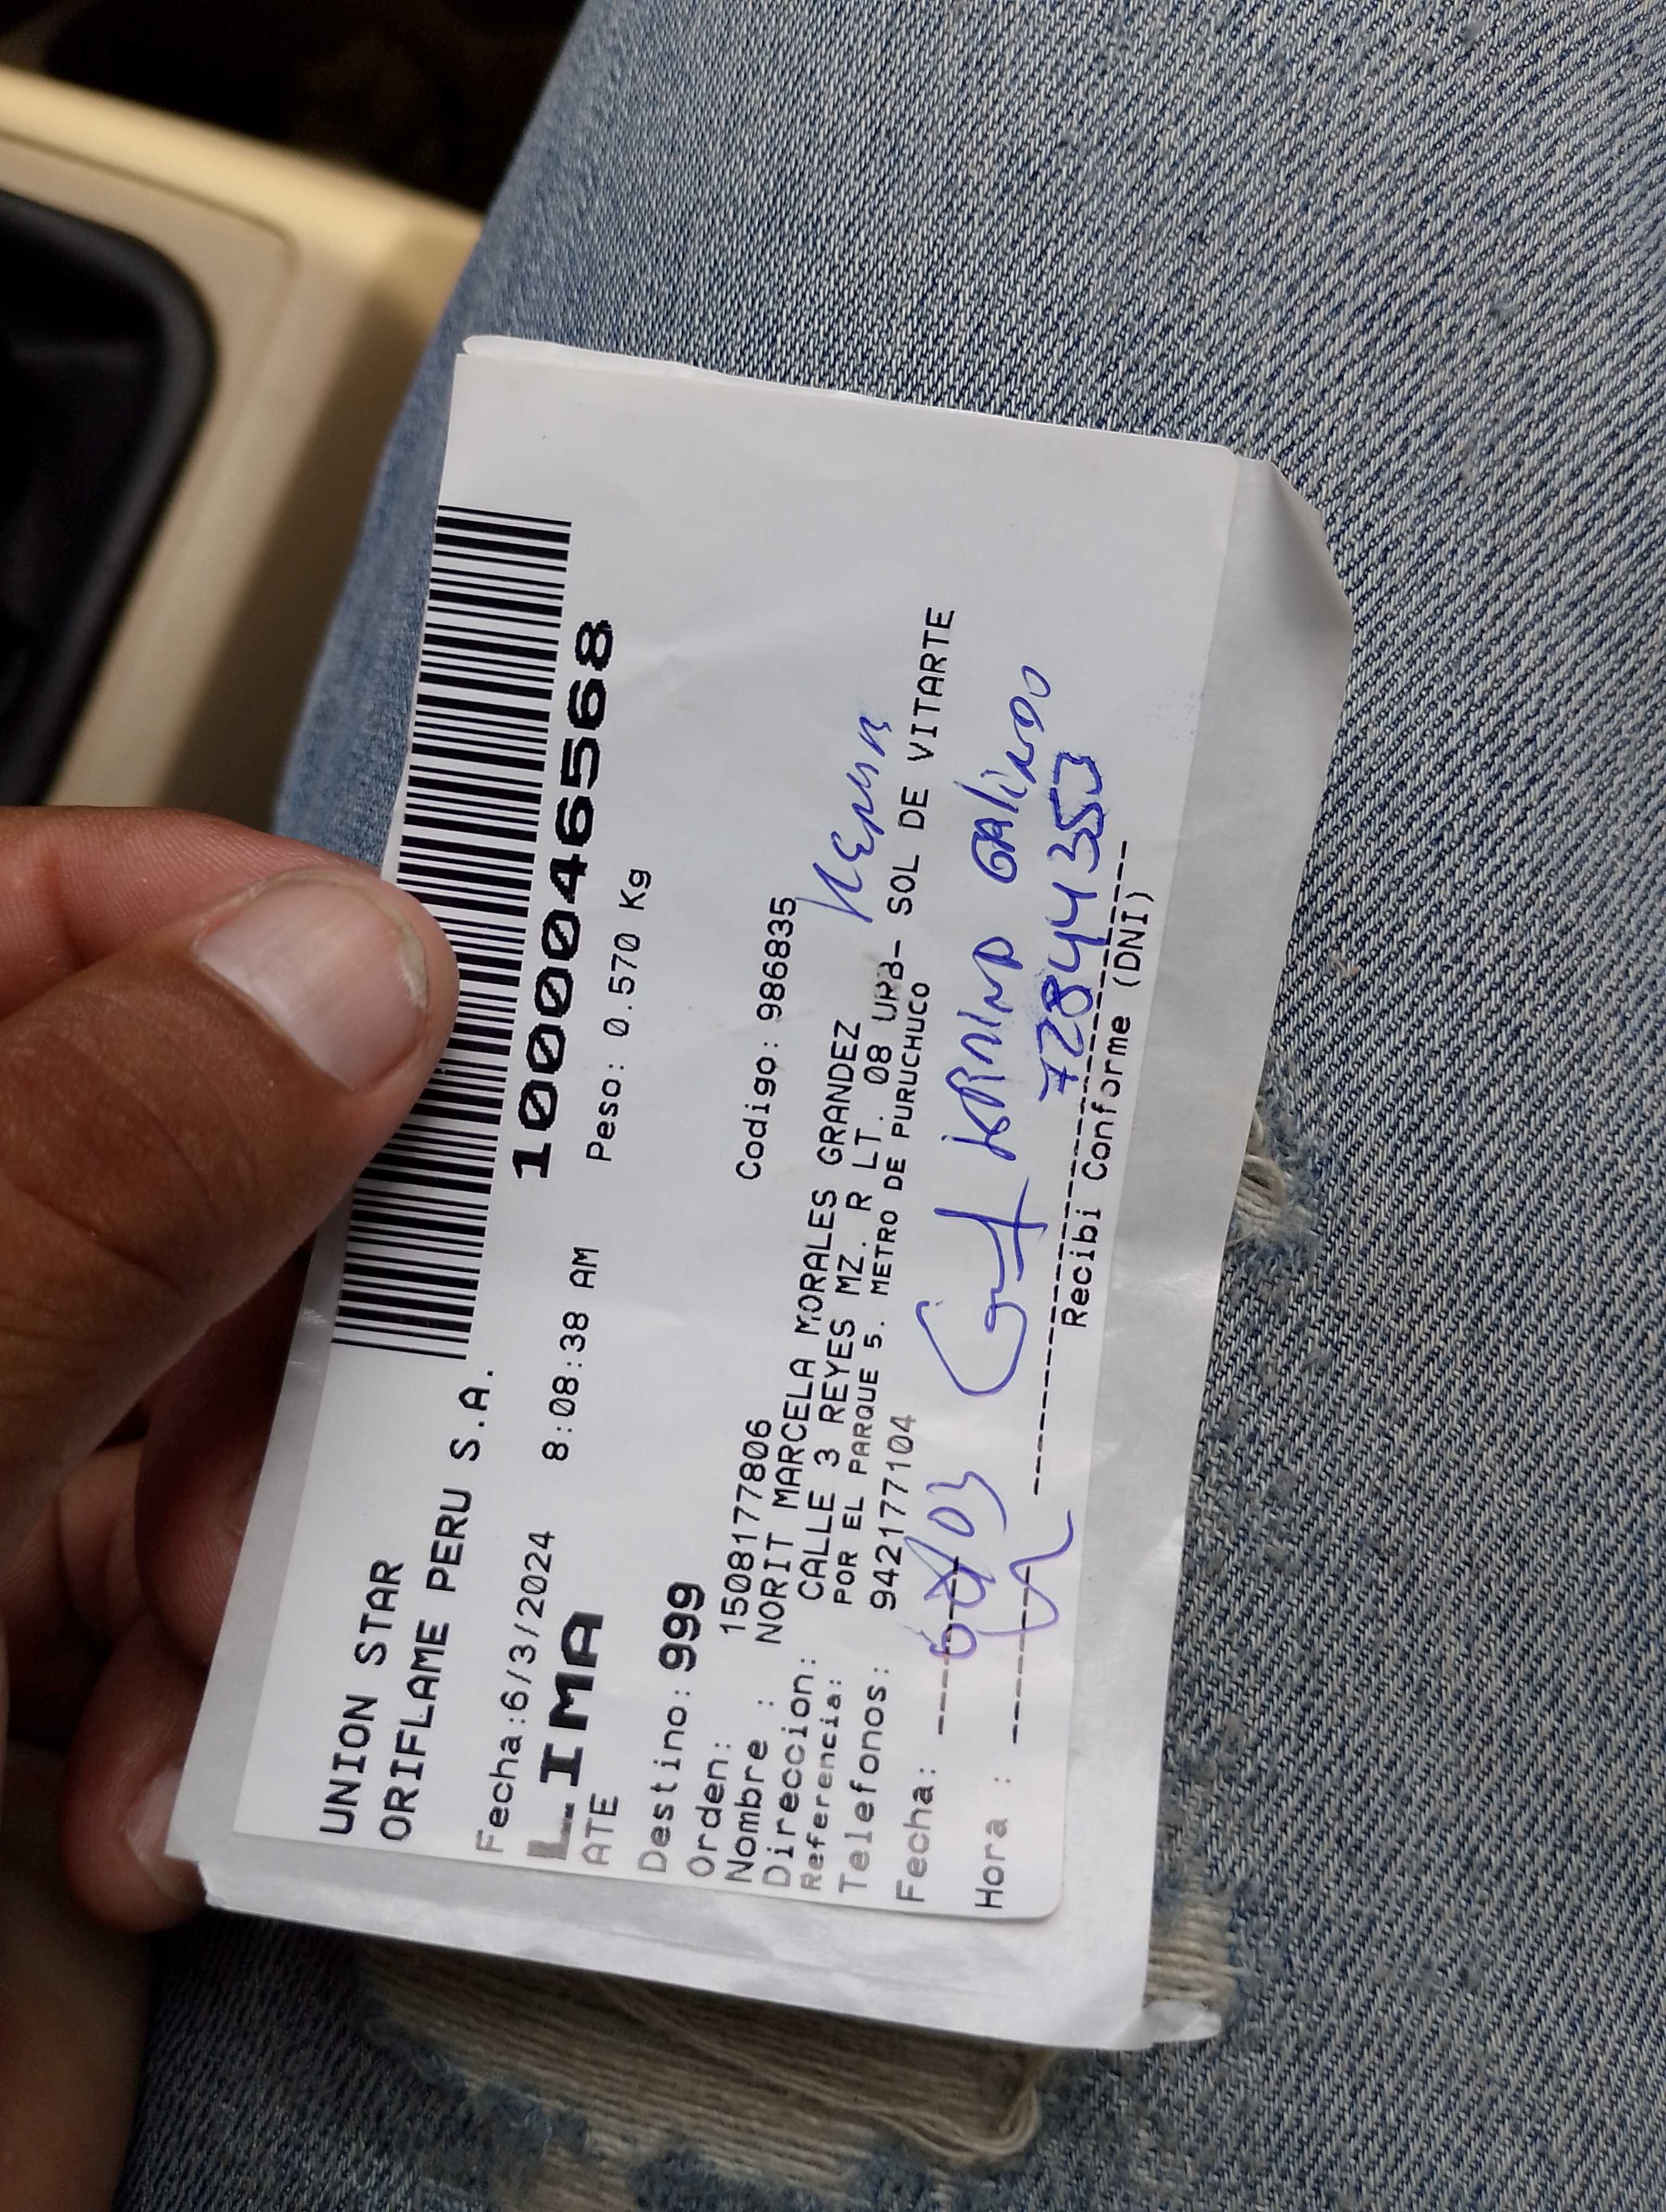 UNION STAR
ORIFLAME PERU S.A.
Fecha:6/3/2024 8:08:38 AM
1000046568
LIMA
Peso: 0.570 Kg
ATE
Destino:999
Orden: 1508177806 Codigo: 986835
Nombre : NORIT MARCELA MORALES GRANDEZ
Direccion: CALLE 3 REYES MZ. R LT. 08 URB- SOL DE VITARTE
Referencia: POR EL PARQUE 5. METRO DE PURUCHUCO
Telefonos: 942177104
Fecha:
GALINDO
Hora :
72844353
Recibi Conforme (DNI)